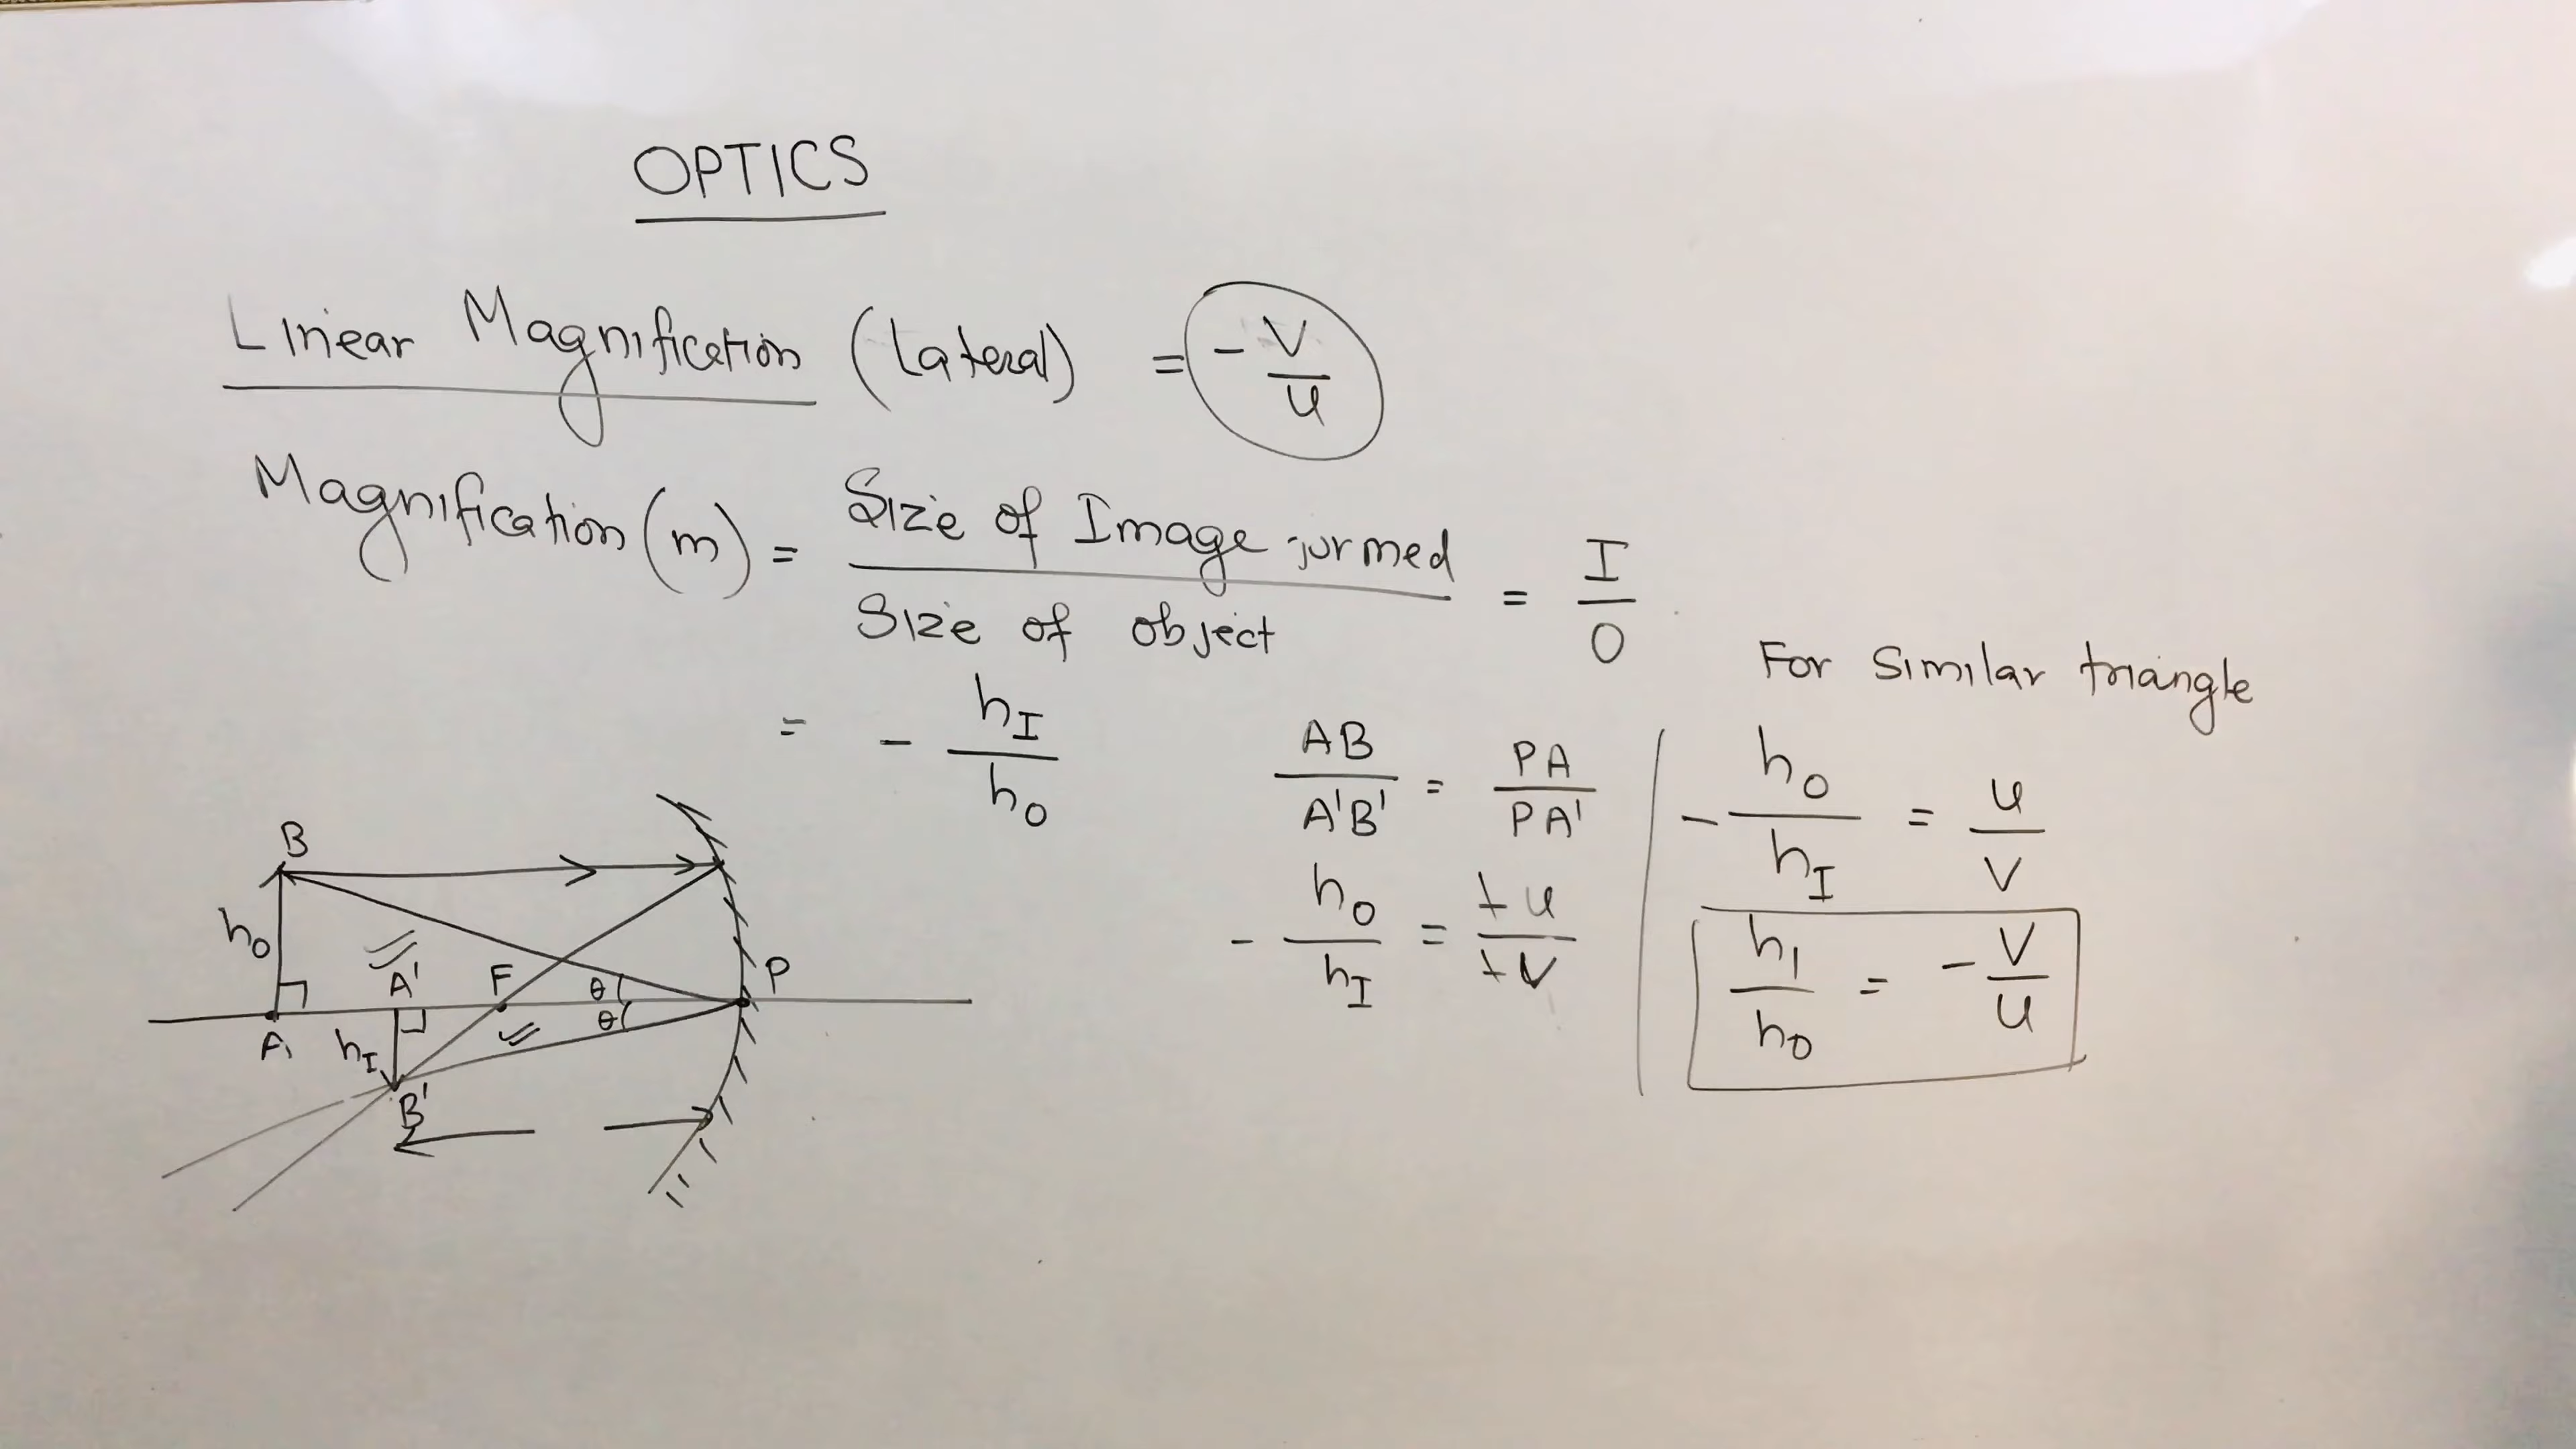 OPTICS
Linear Magnification (Lateral) = - V/u
Magnification (m) = Size of Image formed / Size of object = I/O
= - hI/hO
For Similar triangle
AB/A'B' = PA/PA'
- hO/hI = +u/+V
- hO/hI = u/V
hI/hO = - V/u
B
hO
A' F θ P
A hI θ
B'